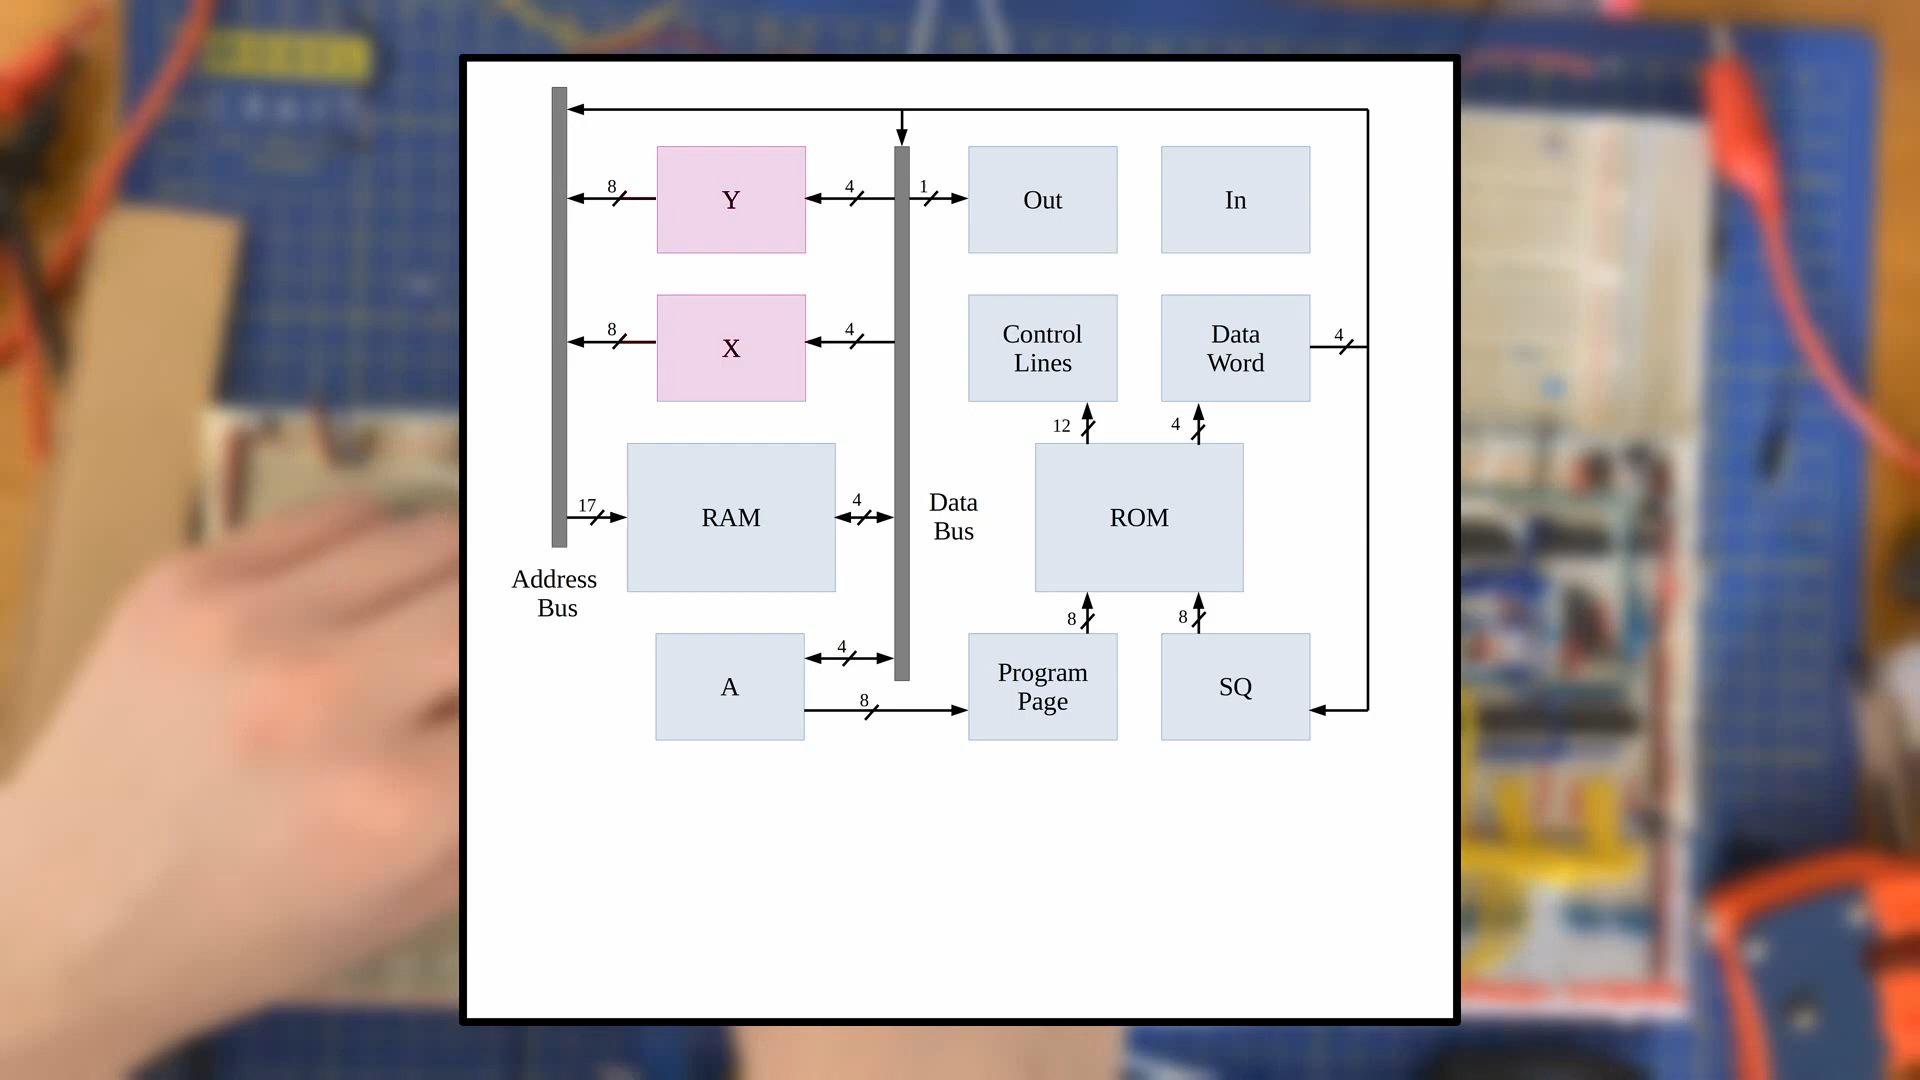 8
Y
4
1
Out
In
8
X
4
Control
Lines
Data
Word
4
12
4
17
RAM
4
Data
Bus
ROM
Address
Bus
8
8
A
4
8
Program
Page
SQ